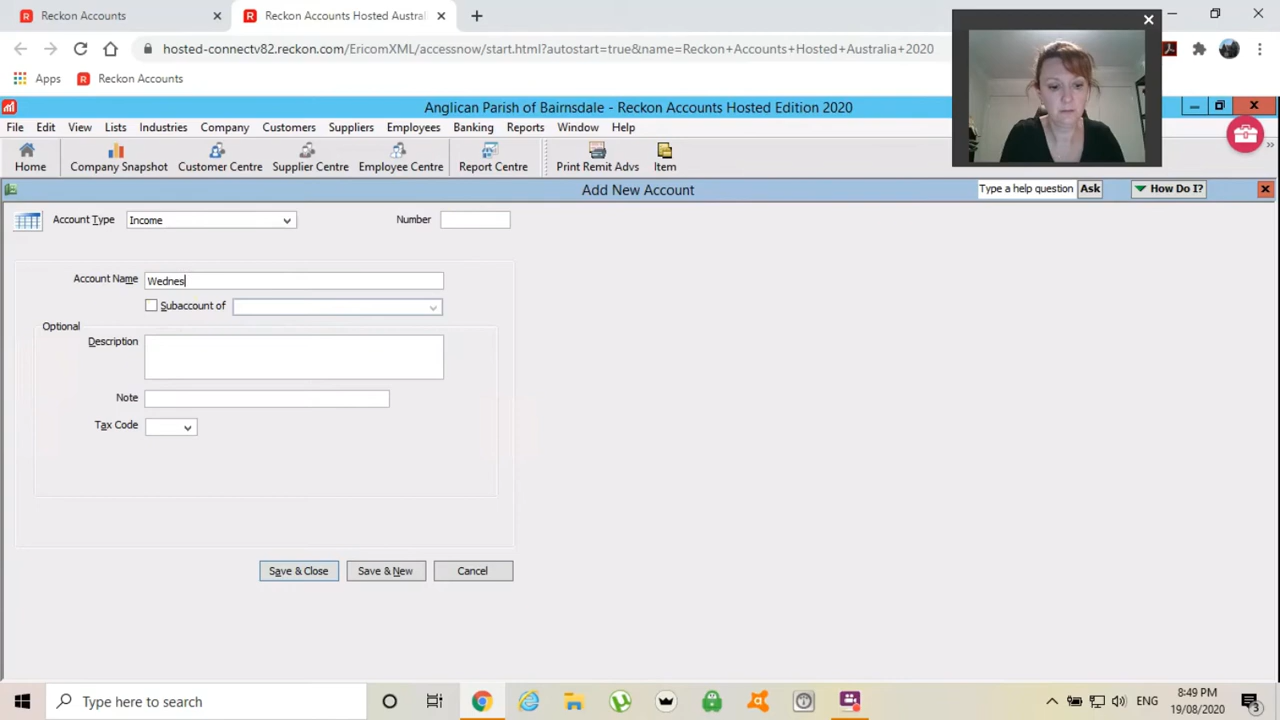 Reckon Accounts
Reckon Accounts Hosted Austral
hosted-connectv82.reckon.com/EricomXML/accessnow/start.html?autostart=true&name=Reckon+Accounts+Hosted+Australia+2020
Apps Reckon Accounts
Anglican Parish of Bairnsdale - Reckon Accounts Hosted Edition 2020
File Edit View Lists Industries Company Customers Suppliers Employees Banking Reports Window Help
Home Company Snapshot Customer Centre Supplier Centre Employee Centre Report Centre Print Remit Advs Item
Add New Account
Type a help question Ask How Do I?
Account Type Income Number
Account Name Wednes
Subaccount of
Optional
Description
Note
Tax Code
Save & Close Save & New Cancel
Type here to search
ENG
8:49 PM
19/08/2020
3